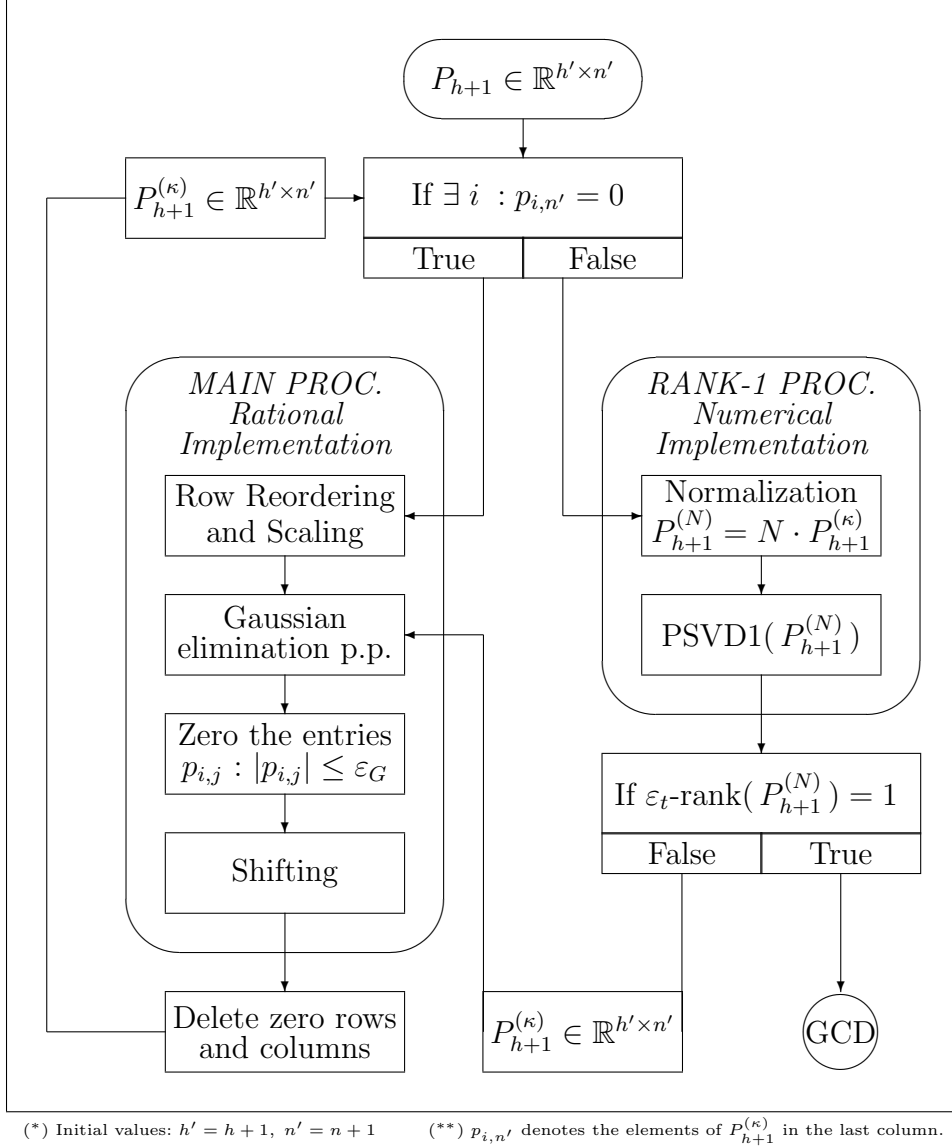 P_{h+1} ∈ ℝ^{h′×n′}
P_{h+1}^{(κ)} ∈ ℝ^{h′×n′}
If ∃ i : p_{i,n′} = 0
True
False
MAIN PROC.
Rational
Implementation
Row Reordering
and Scaling
Gaussian
elimination p.p.
Zero the entries
p_{i,j} : |p_{i,j}| ≤ ε_G
Shifting
Delete zero rows
and columns
RANK-1 PROC.
Numerical
Implementation
Normalization
P_{h+1}^{(N)} = N · P_{h+1}^{(κ)}
PSVD1( P_{h+1}^{(N)} )
If ε_t-rank( P_{h+1}^{(N)} ) = 1
False
True
P_{h+1}^{(κ)} ∈ ℝ^{h′×n′}
GCD
(*) Initial values: h′ = h + 1, n′ = n + 1
(**) p_{i,n′} denotes the elements of P_{h+1}^{(κ)} in the last column.